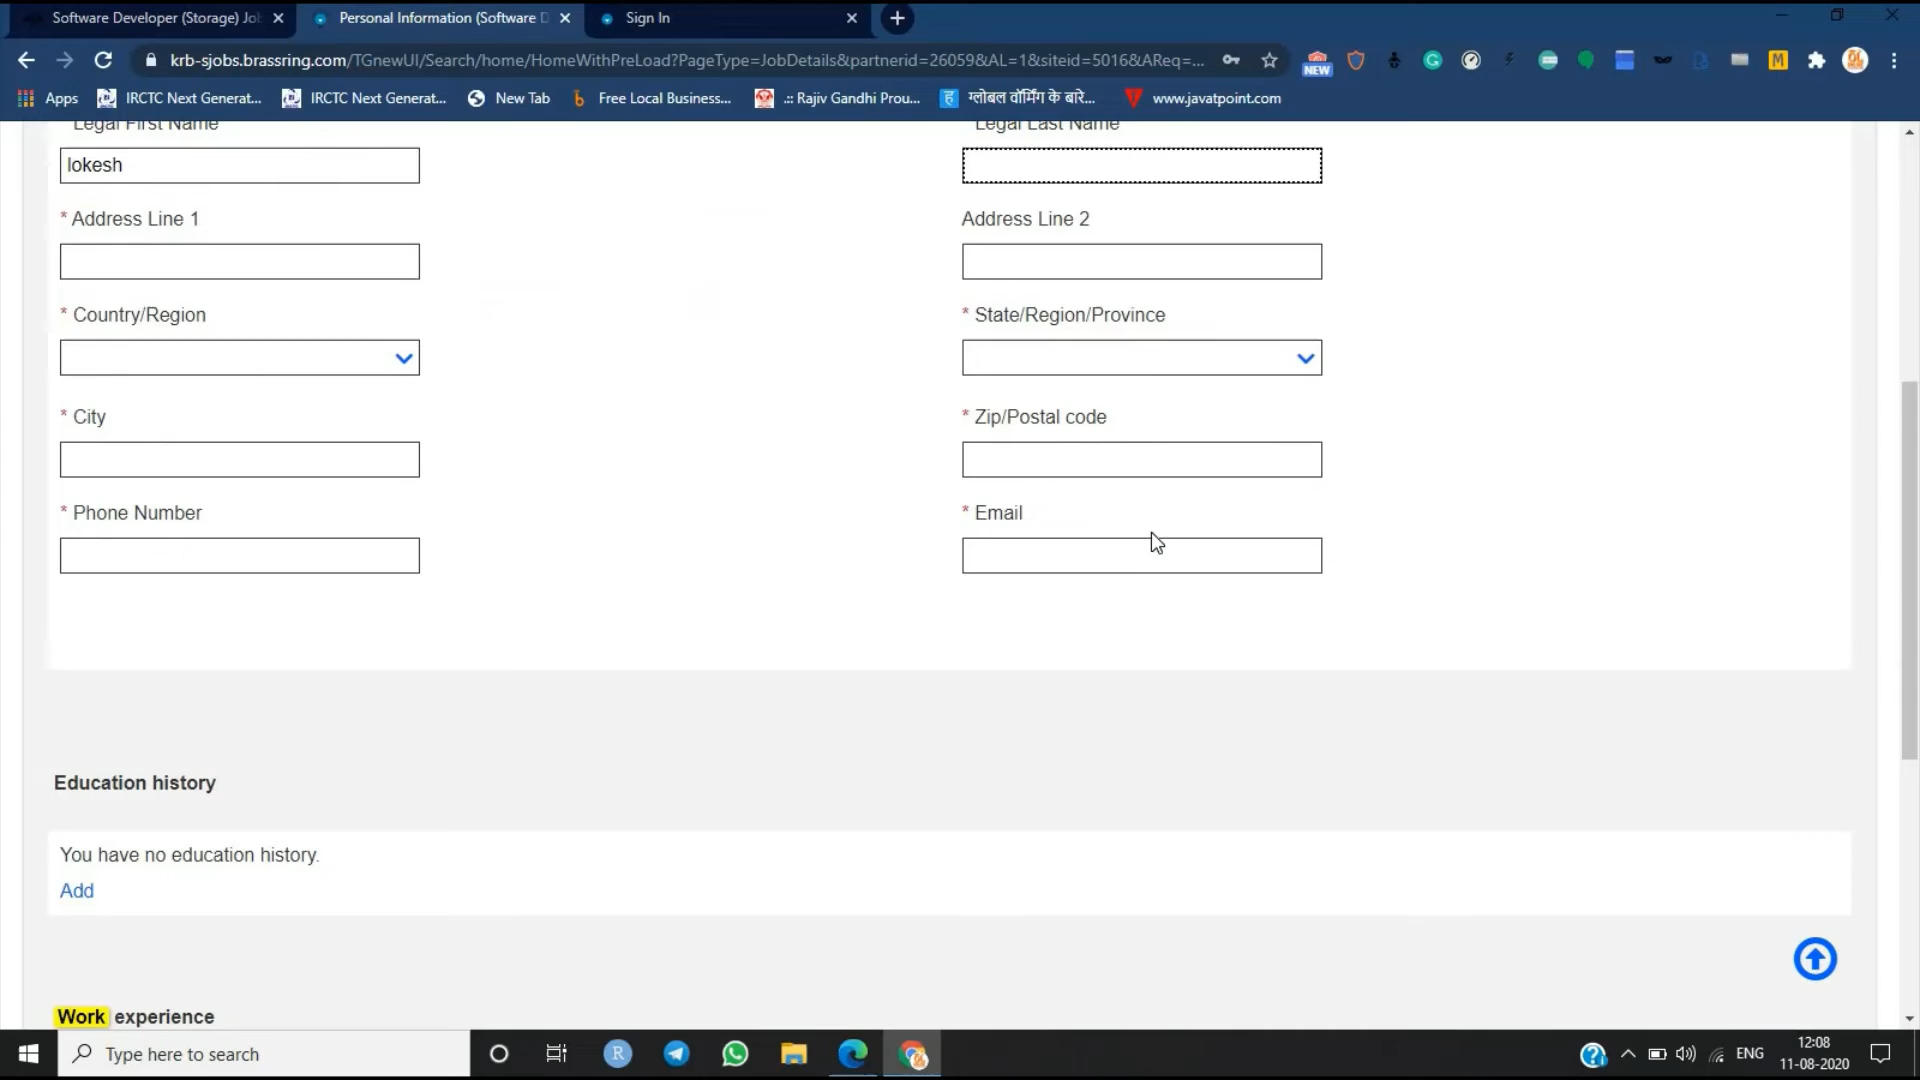 Software Developer (Storage) Jo
Personal Information (Software D
Sign In
krb-sjobs.brassring.com/TGnewUI/Search/home/HomeWithPreLoad?PageType=JobDetails&partnerid=26059&AL=1&siteid=5016&AReq=...
NEW
G
M
Apps
IRCTC Next Generat...
IRCTC Next Generat...
New Tab
b
Free Local Business...
.:: Rajiv Gandhi Prou...
ह
ग्लोबल वॉर्मिंग के बारे...
www.javatpoint.com
Legal First Name
Legal Last Name
lokesh
* Address Line 1
Address Line 2
* Country/Region
* State/Region/Province
* City
* Zip/Postal code
* Phone Number
* Email
Education history
You have no education history.
Add
Work experience
Type here to search
R
ENG
12:08
11-08-2020